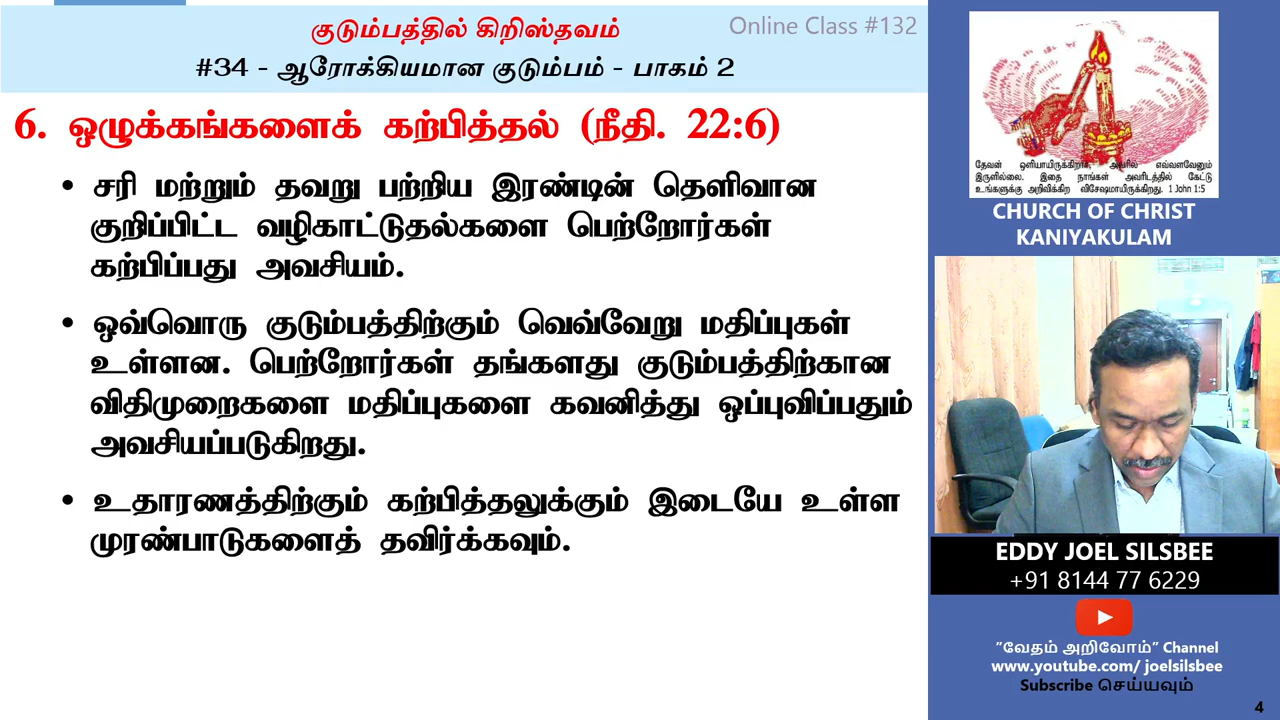 குடும்பத்தில் கிறிஸ்தவம்
Online Class #132
#34 - ஆரோக்கியமான குடும்பம் - பாகம் 2
6. ஒழுக்கங்களைக் கற்பித்தல் (நீதி. 22:6)
• சரி மற்றும் தவறு பற்றிய இரண்டின் தெளிவான
குறிப்பிட்ட வழிகாட்டுதல்களை பெற்றோர்கள்
கற்பிப்பது அவசியம்.
• ஒவ்வொரு குடும்பத்திற்கும் வெவ்வேறு மதிப்புகள்
உள்ளன. பெற்றோர்கள் தங்களது குடும்பத்திற்கான
விதிமுறைகளை மதிப்புகளை கவனித்து ஒப்புவிப்பதும்
அவசியப்படுகிறது.
• உதாரணத்திற்கும் கற்பித்தலுக்கும் இடையே உள்ள
முரண்பாடுகளைத் தவிர்க்கவும்.
தேவன் ஒளியாயிருக்கிறார், அவரில் எவ்வளவேனும்
இருளில்லை. இதை நாங்கள் அவரிடத்தில் கேட்டு
உங்களுக்கு அறிவிக்கிற விசேஷமாயிருக்கிறது. 1 John 1:5
CHURCH OF CHRIST
KANIYAKULAM
EDDY JOEL SILSBEE
+91 8144 77 6229
"வேதம் அறிவோம்" Channel
www.youtube.com/ joelsilsbee
Subscribe செய்யவும்
4